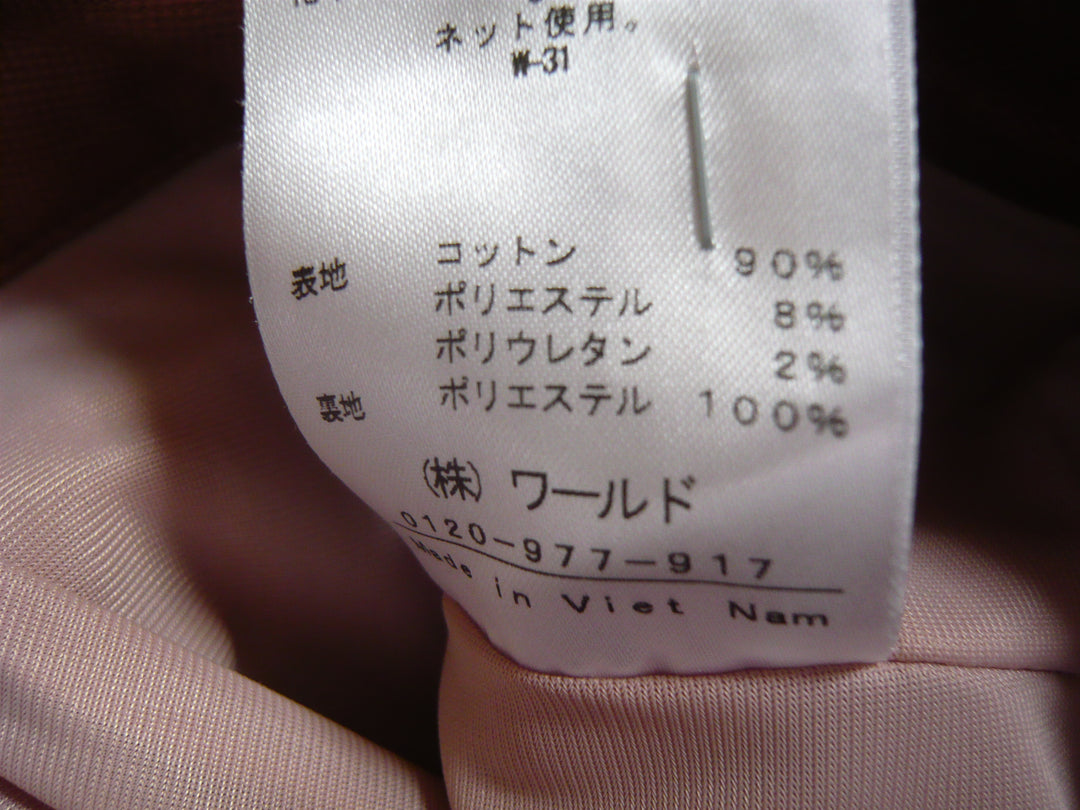 ネット使用。
W-31
表地 コットン 90%
ポリエステル 8%
ポリウレタン 2%
裏地 ポリエステル 100%
(株) ワールド
0120-977-917
Made in Viet Nam